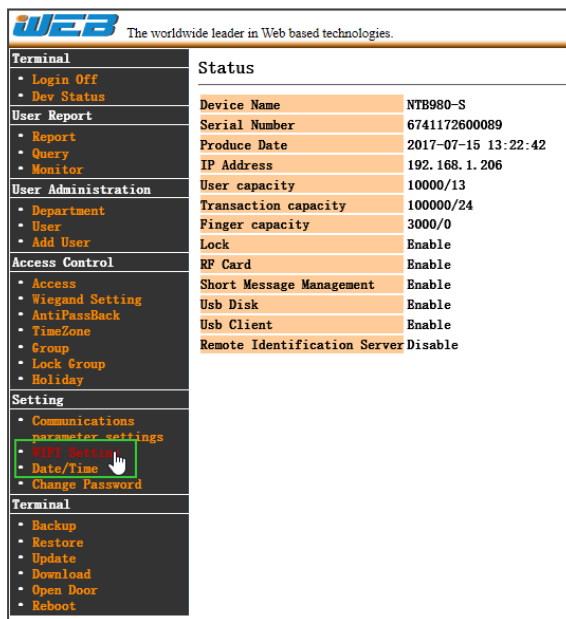 iWEB The worldwide leader in Web based technologies.
Terminal
• Login Off
• Dev Status
User Report
• Report
• Query
• Monitor
User Administration
• Department
• User
• Add User
Access Control
• Access
• Wiegand Setting
• AntiPassBack
• TimeZone
• Group
• Lock Group
• Holiday
Setting
• Communications
parameter settings
• WIFI Setting
• Date/Time
• Change Password
Terminal
• Backup
• Restore
• Update
• Download
• Open Door
• Reboot
Status
Device Name NTB980-S
Serial Number 6741172600089
Produce Date 2017-07-15 13:22:42
IP Address 192.168.1.206
User capacity 10000/13
Transaction capacity 100000/24
Finger capacity 3000/0
Lock Enable
RF Card Enable
Short Message Management Enable
Usb Disk Enable
Usb Client Enable
Remote Identification Server Disable